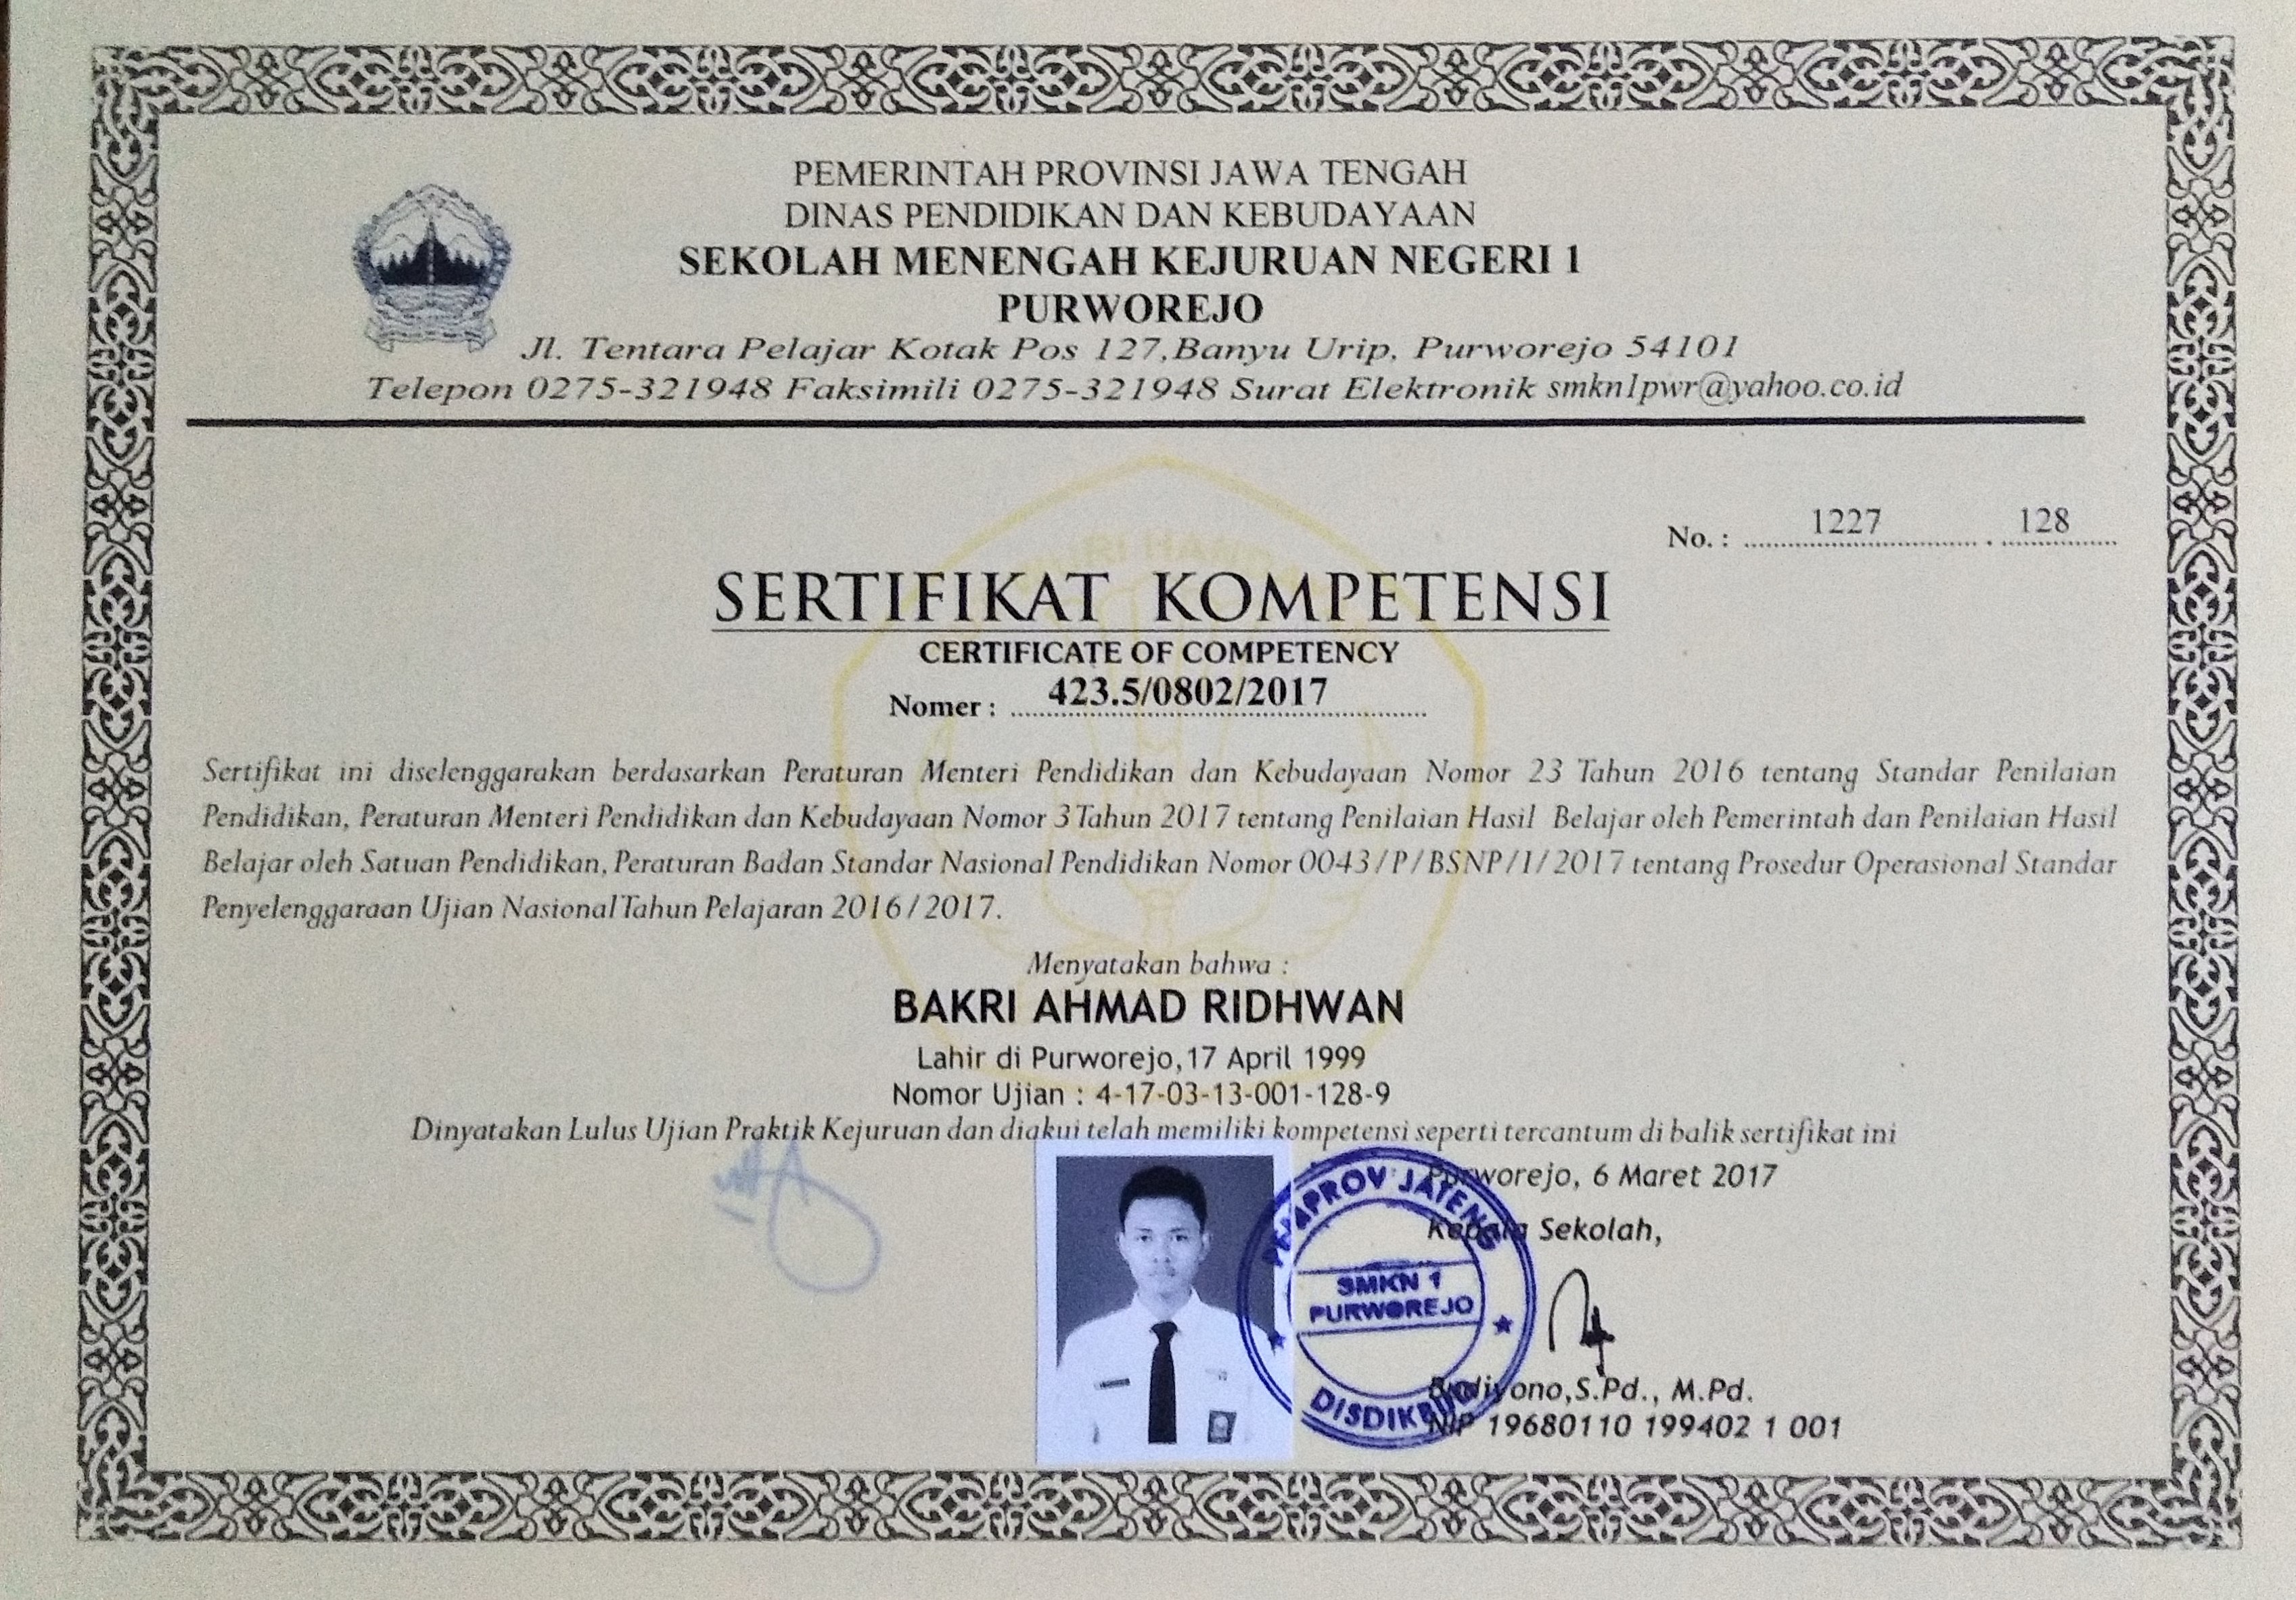 PEMERINTAH PROVINSI JAWA TENGAH
DINAS PENDIDIKAN DAN KEBUDAYAAN
SEKOLAH MENENGAH KEJURUAN NEGERI 1
PURWOREJO
Jl. Tentara Pelajar Kotak Pos 127,Banyu Urip, Purworejo 54101
Telepon 0275-321948 Faksimili 0275-321948 Surat Elektronik smkn1pwr@yahoo.co.id
No. : 1227 . 128
SERTIFIKAT KOMPETENSI
CERTIFICATE OF COMPETENCY
Nomer : 423.5/0802/2017
Sertifikat ini diselenggarakan berdasarkan Peraturan Menteri Pendidikan dan Kebudayaan Nomor 23 Tahun 2016 tentang Standar Penilaian
Pendidikan, Peraturan Menteri Pendidikan dan Kebudayaan Nomor 3 Tahun 2017 tentang Penilaian Hasil Belajar oleh Pemerintah dan Penilaian Hasil
Belajar oleh Satuan Pendidikan, Peraturan Badan Standar Nasional Pendidikan Nomor 0043/P/BSNP/I/2017 tentang Prosedur Operasional Standar
Penyelenggaraan Ujian Nasional Tahun Pelajaran 2016/2017.
Menyatakan bahwa :
BAKRI AHMAD RIDHWAN
Lahir di Purworejo,17 April 1999
Nomor Ujian : 4-17-03-13-001-128-9
Dinyatakan Lulus Ujian Praktik Kejuruan dan diakui telah memiliki kompetensi seperti tercantum di balik sertifikat ini
Purworejo, 6 Maret 2017
Kepala Sekolah,
PEMPROV JATENG
SMKN 1
PURWOREJO
DISDIKBUD
Budiyono,S.Pd., M.Pd.
NIP 19680110 199402 1 001